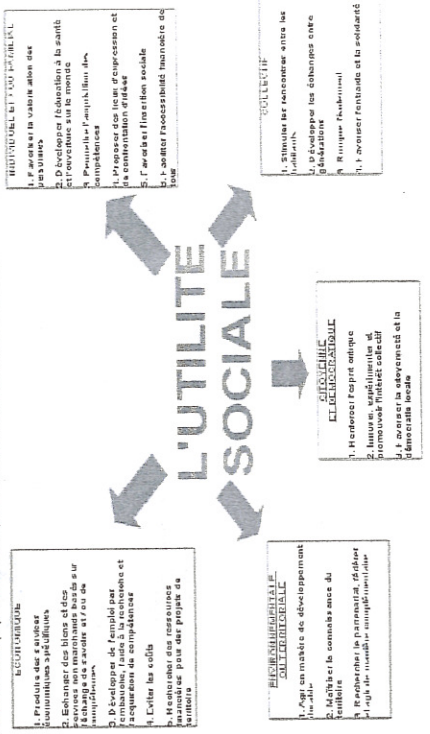 ECONOMIQUE
1. Produire des services
économiques spécifiques
2. Echanger des biens et des
services non marchands basés sur
l'échange de savoirs et/ou de
compétences
3. Développer de l'emploi par
l'embauche, l'aide à la recherche et
l'acquisition de compétences
4. Eviter les coûts
5. Rechercher des ressources
financières pour des projets de
territoire
INDIVIDUEL ET OU FAMILIAL
1. Favoriser la valorisation des
personnes
2. Développer l'éducation à la santé
et l'ouverture sur le monde
3. Permettre l'acquisition des
compétences
4. Proposer des lieux d'expression et
de confrontation d'idées
5. Favoriser l'insertion sociale
6. Faciliter l'accessibilité financière de
tous
L'UTILITE
SOCIALE
ENVIRONNEMENTALE
OU TERRITORIALE
1. Agir en matière de développement
durable
2. Maîtriser la connaissance du
territoire
3. Rechercher le partenariat, fédérer
et agir de manière complémentaire
CITOYENNE
ET DEMOCRATIQUE
1. Renforcer l'esprit critique
2. Innover, expérimenter et
promouvoir l'intérêt collectif
3. Favoriser la citoyenneté et la
démocratie locale
COLLECTIF
1. Stimuler les rencontres entre les
habitants
2. Développer les échanges entre
générations
3. Rompre l'isolement
4. Favoriser l'entraide et la solidarité